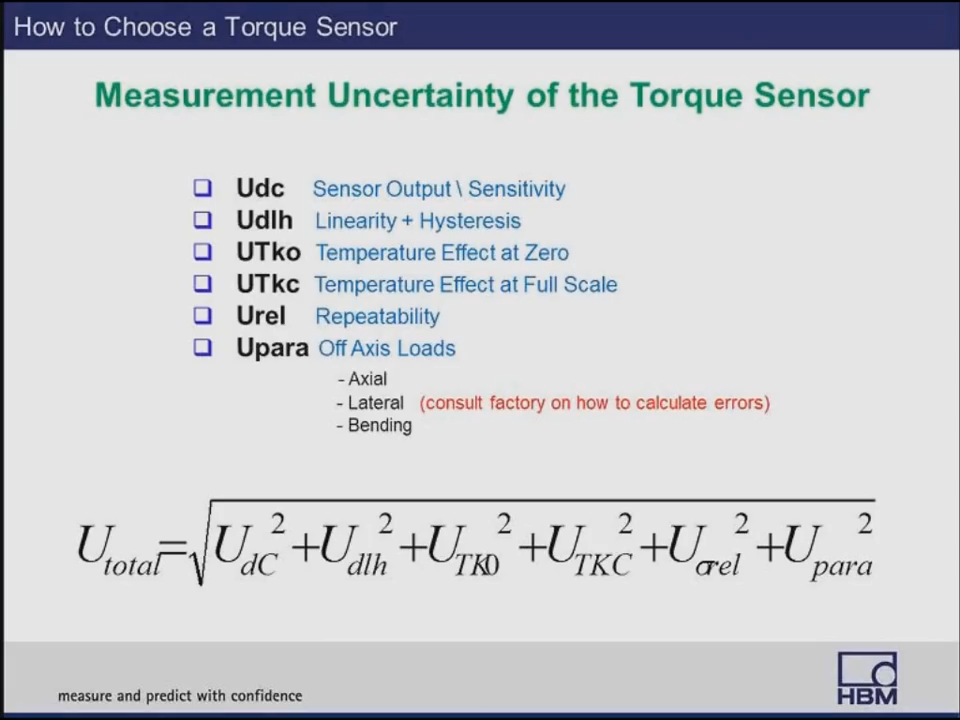 How to Choose a Torque Sensor
Measurement Uncertainty of the Torque Sensor
❑ Udc Sensor Output \ Sensitivity
❑ Udlh Linearity + Hysteresis
❑ UTko Temperature Effect at Zero
❑ UTkc Temperature Effect at Full Scale
❑ Urel Repeatability
❑ Upara Off Axis Loads
- Axial
- Lateral (consult factory on how to calculate errors)
- Bending
U_total = √(U_dC² + U_dlh² + U_TK0² + U_TKC² + U_σrel² + U_para²)
measure and predict with confidence
HBM